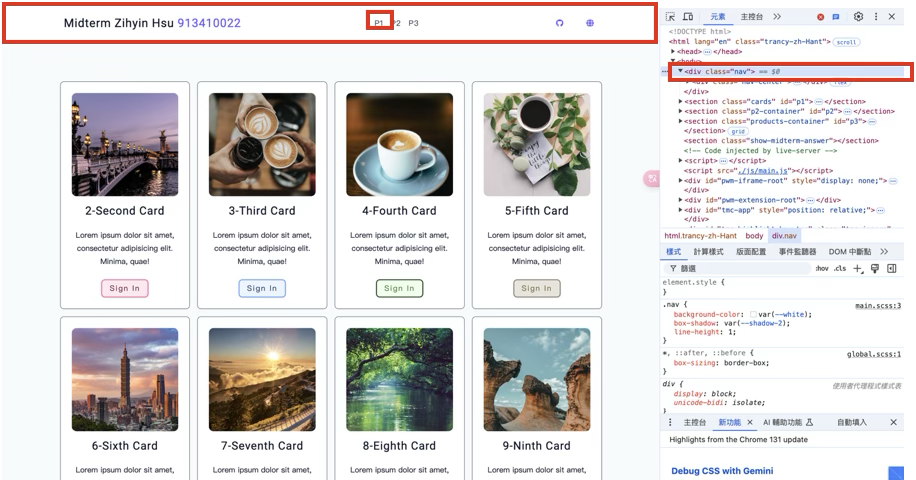 Midterm Zihyin Hsu 913410022
P1
P2
P3
2-Second Card
Lorem ipsum dolor sit amet,
consectetur adipisicing elit.
Minima, quae!
Sign In
3-Third Card
Lorem ipsum dolor sit amet,
consectetur adipisicing elit.
Minima, quae!
Sign In
4-Fourth Card
Lorem ipsum dolor sit amet,
consectetur adipisicing elit.
Minima, quae!
Sign In
5-Fifth Card
Lorem ipsum dolor sit amet,
consectetur adipisicing elit.
Minima, quae!
Sign In
6-Sixth Card
Lorem ipsum dolor sit amet,
7-Seventh Card
Lorem ipsum dolor sit amet,
8-Eighth Card
Lorem ipsum dolor sit amet,
9-Ninth Card
Lorem ipsum dolor sit amet,
元素 主控台 >>
<!DOCTYPE html>
<html lang="en" class="trancy-zh-Hant"> scroll
<head> … </head>
<body>
<div class="nav"> == $0
</div>
<section class="cards" id="p1"> … </section>
<section class="p2-container" id="p2"> … </section>
<section class="products-container" id="p3"> …
</section> grid
<section class="show-midterm-answer"></section>
<!-- Code injected by live-server -->
<script> … </script>
<script src="./js/main.js"></script>
<div id="pwm-iframe-root" style="display: none;"> …
</div>
<div id="pwm-extension-root"> … </div>
<div id="tmc-app" style="position: relative;"> …
</div>
html.trancy-zh-Hant body div.nav
樣式 計算樣式 版面配置 事件監聽器 DOM 中斷點 >>
篩選 :hov .cls
element.style {
}
.nav { main.scss:3
background-color: var(--white);
box-shadow: var(--shadow-2);
line-height: 1;
}
*, ::after, ::before { global.scss:1
box-sizing: border-box;
}
div { 使用者代理程式樣式表
display: block;
unicode-bidi: isolate;
}
主控台 新功能 AI 輔助功能 自動填入
Highlights from the Chrome 131 update
Debug CSS with Gemini